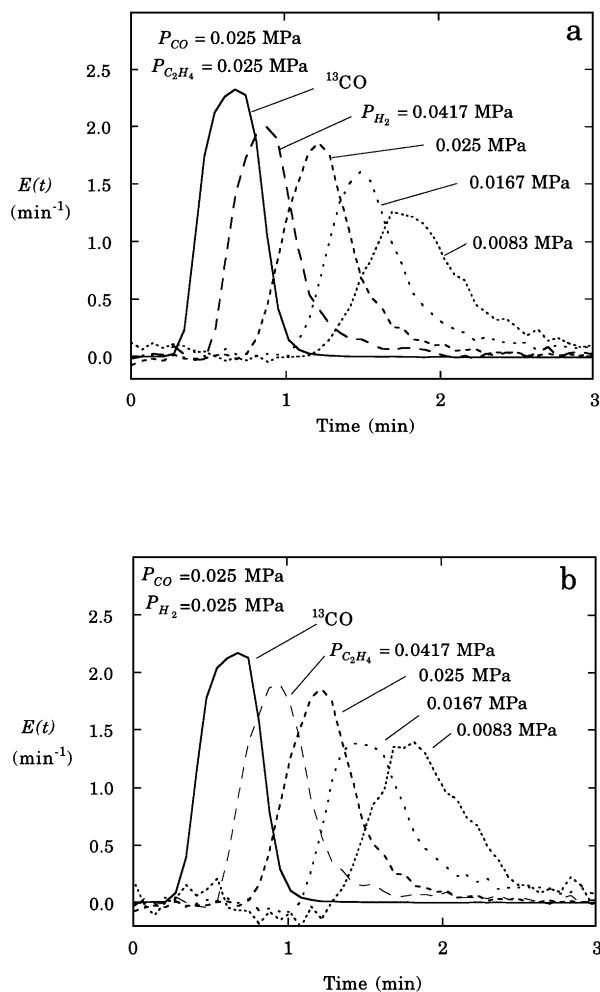 a
P_CO = 0.025 MPa
P_C2H4 = 0.025 MPa
13CO
P_H2 = 0.0417 MPa
0.025 MPa
0.0167 MPa
0.0083 MPa
2.5
2.0
1.5
1.0
0.5
0.0
E(t)
(min-1)
0 1 2 3
Time (min)
b
P_CO =0.025 MPa
P_H2=0.025 MPa
13CO
P_C2H4 = 0.0417 MPa
0.025 MPa
0.0167 MPa
0.0083 MPa
2.5
2.0
1.5
1.0
0.5
0.0
E(t)
(min-1)
0 1 2 3
Time (min)